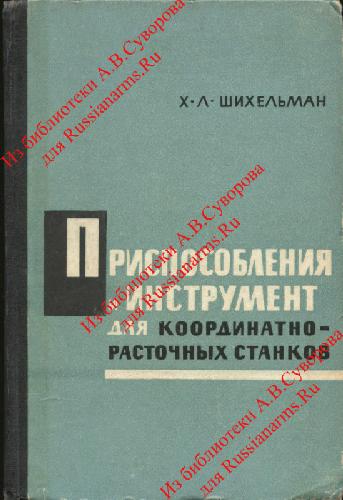 Х·Л·ШИХЕЛЬМАН
ПРИСПОСОБЛЕНИЯ
И ИНСТРУМЕНТ
ДЛЯ КООРДИНАТНО-
РАСТОЧНЫХ СТАНКОВ
Из библиотеки А.В.Суворова
для Russianarms.Ru
Из библиотеки А.В.Суворова
для Russianarms.Ru
Из библиотеки А.В.Суворова
для Russianarms.Ru